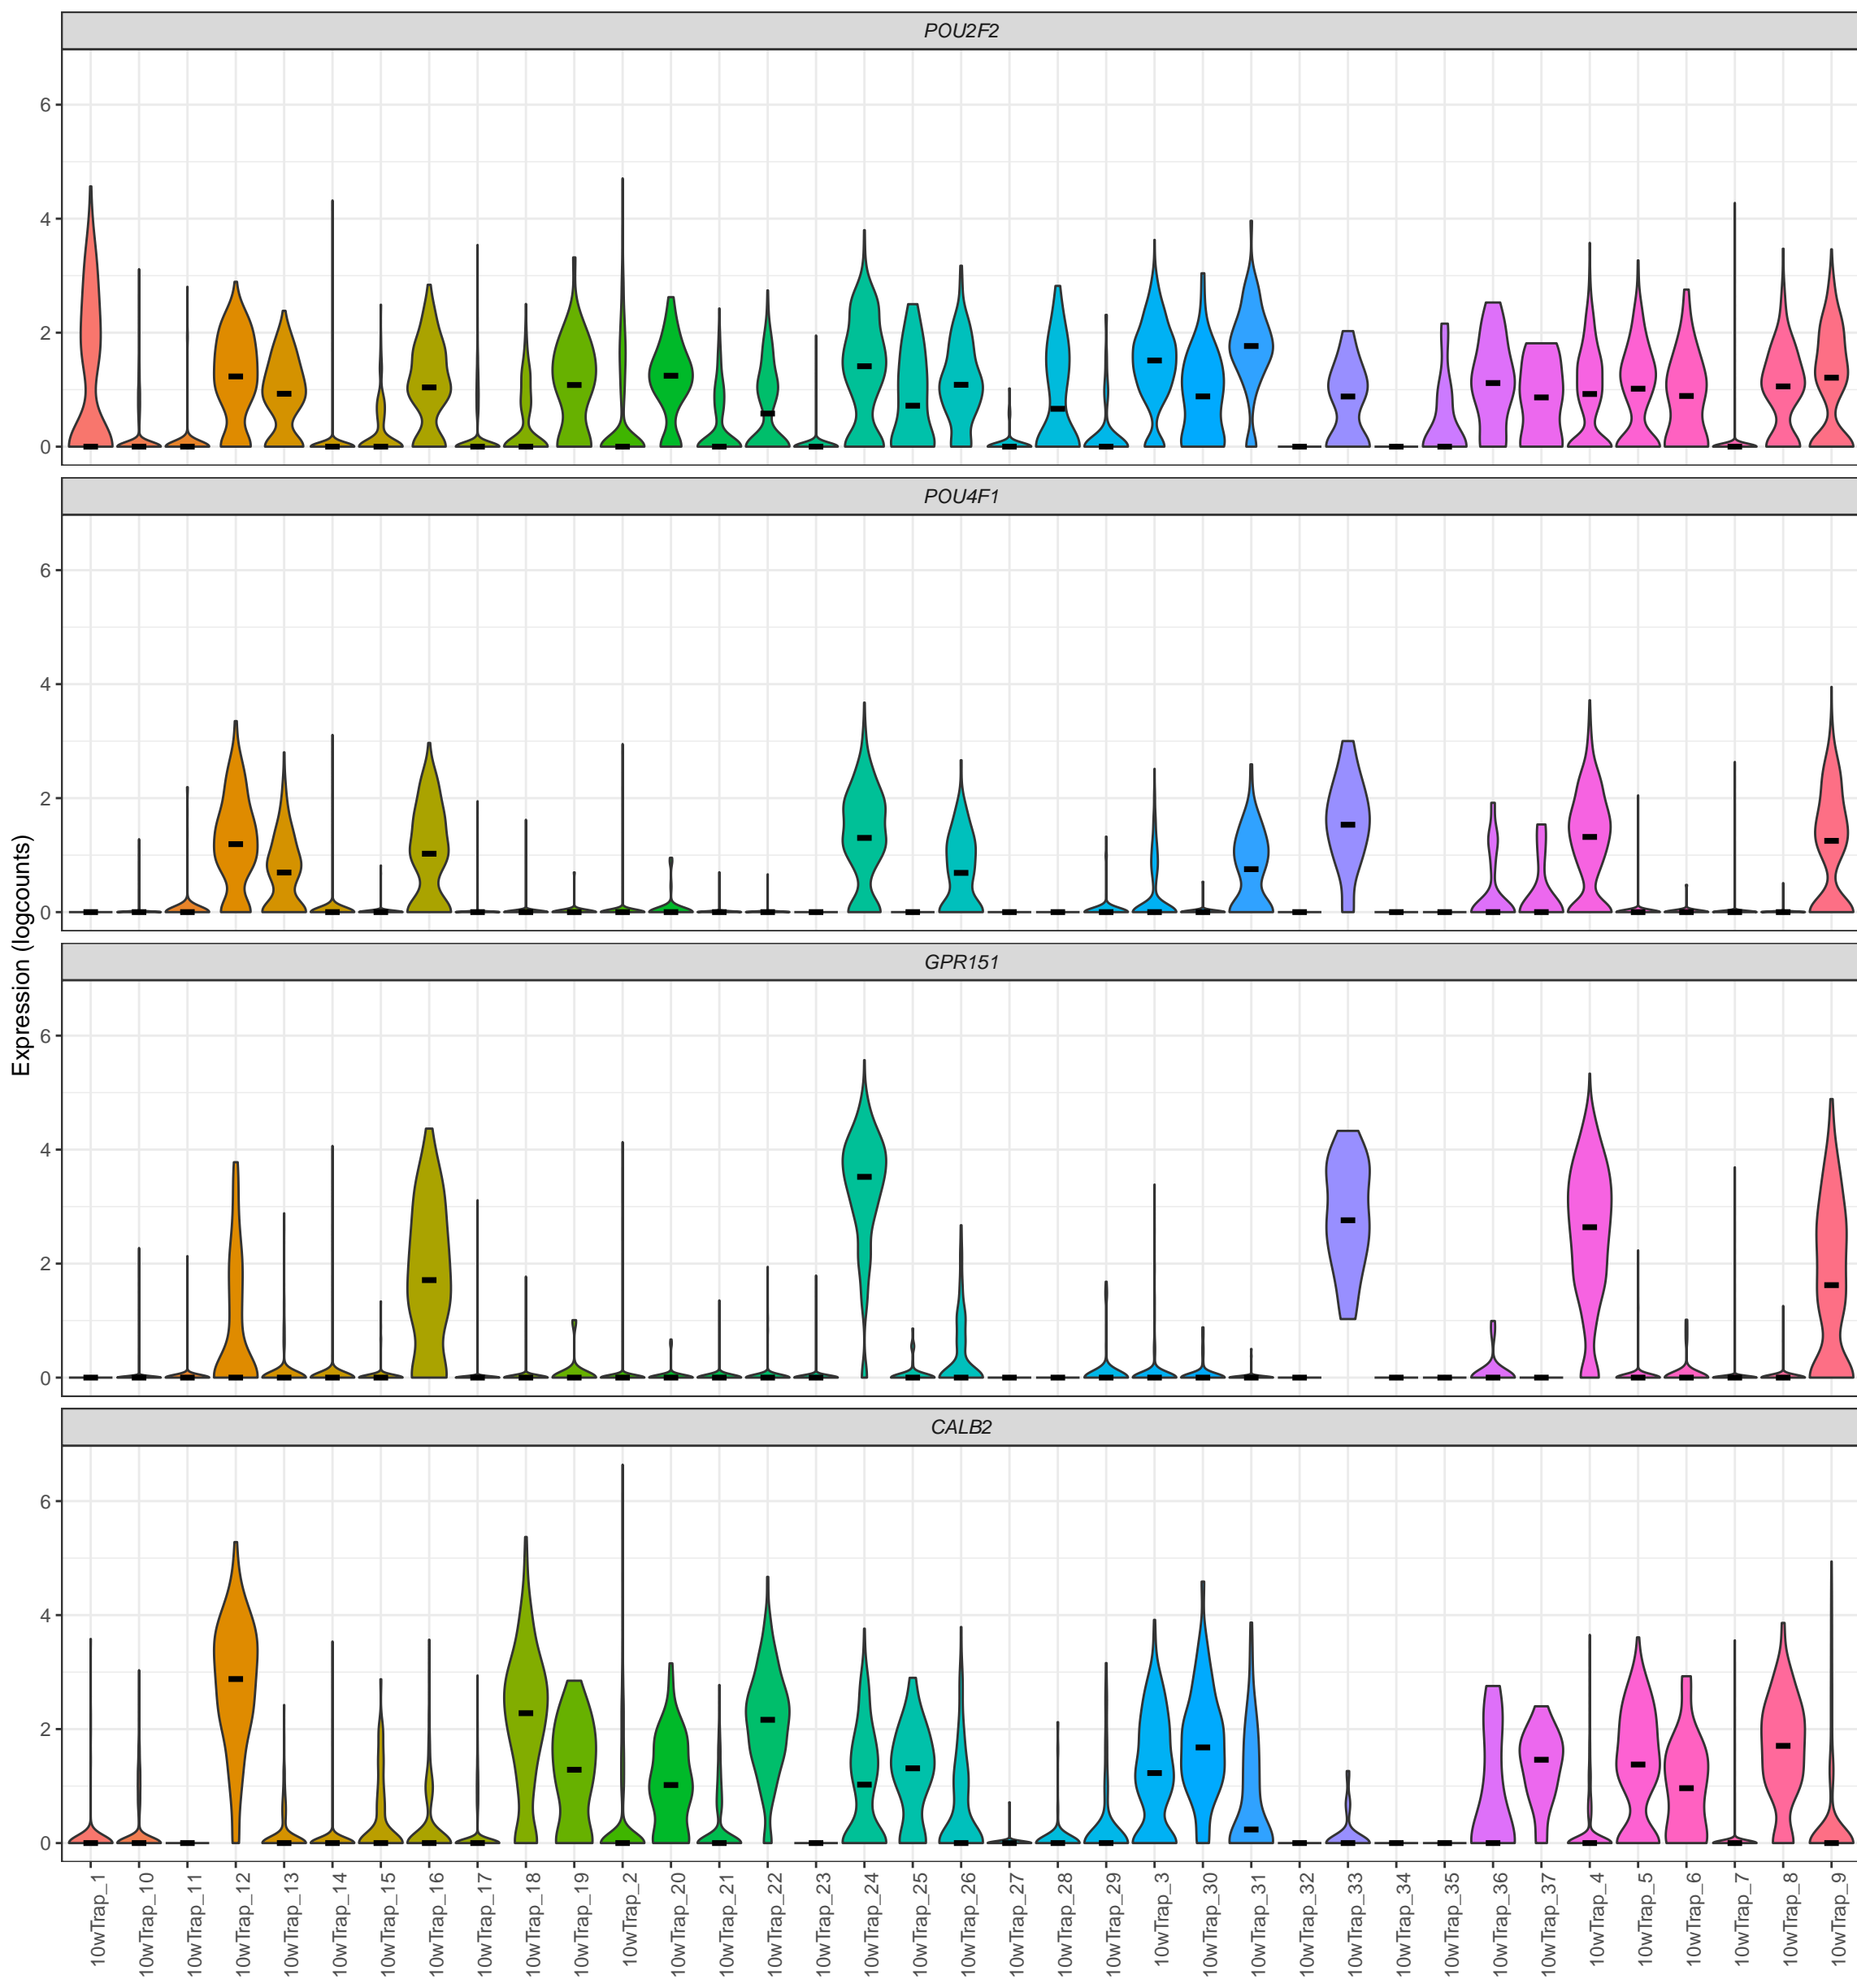 POU2F2
6
4
2
0
POU4F1
6
4
2
0
Expression (logcounts)
GPR151
6
4
2
0
CALB2
6
4
2
0
10wTrap_1
10wTrap_10
10wTrap_11
10wTrap_12
10wTrap_13
10wTrap_14
10wTrap_15
10wTrap_16
10wTrap_17
10wTrap_18
10wTrap_19
10wTrap_2
10wTrap_20
10wTrap_21
10wTrap_22
10wTrap_23
10wTrap_24
10wTrap_25
10wTrap_26
10wTrap_27
10wTrap_28
10wTrap_29
10wTrap_3
10wTrap_30
10wTrap_31
10wTrap_32
10wTrap_33
10wTrap_34
10wTrap_35
10wTrap_36
10wTrap_37
10wTrap_4
10wTrap_5
10wTrap_6
10wTrap_7
10wTrap_8
10wTrap_9